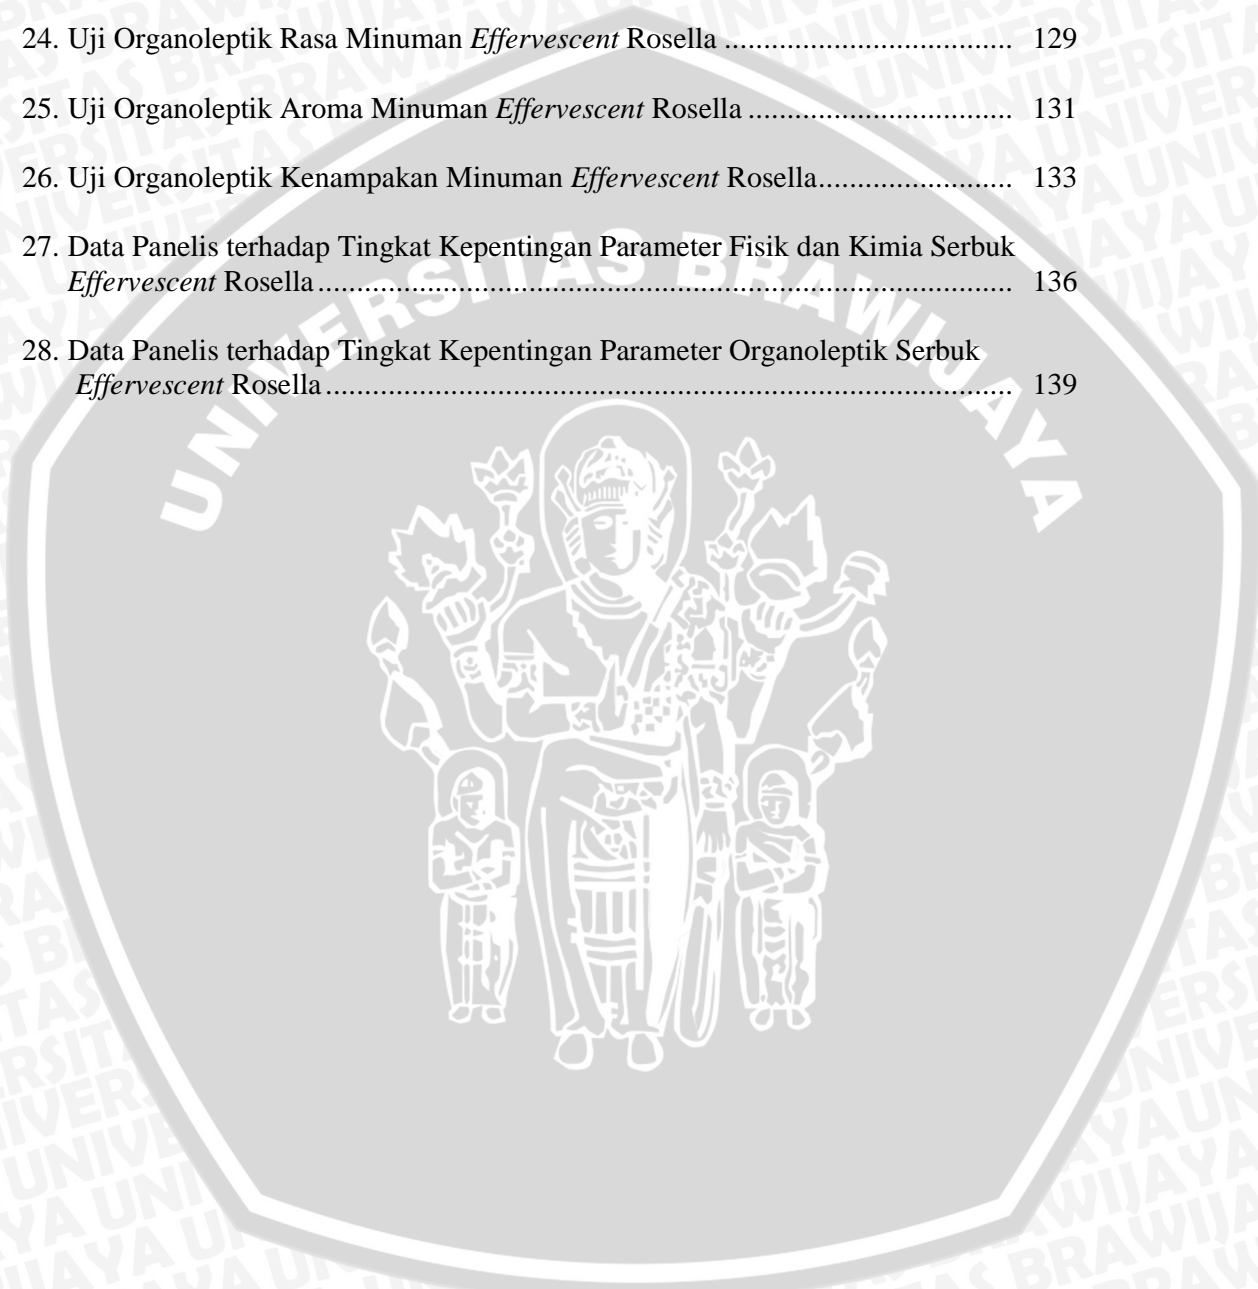 24. Uji Organoleptik Rasa Minuman Effervescent Rosella .................................. 129
25. Uji Organoleptik Aroma Minuman Effervescent Rosella ............................... 131
26. Uji Organoleptik Kenampakan Minuman Effervescent Rosella....................... 133
27. Data Panelis terhadap Tingkat Kepentingan Parameter Fisik dan Kimia Serbuk
Effervescent Rosella.................................................................................... 136
28. Data Panelis terhadap Tingkat Kepentingan Parameter Organoleptik Serbuk
Effervescent Rosella................................................................................... 139
UNIVERSITAS BRAWIJAYA